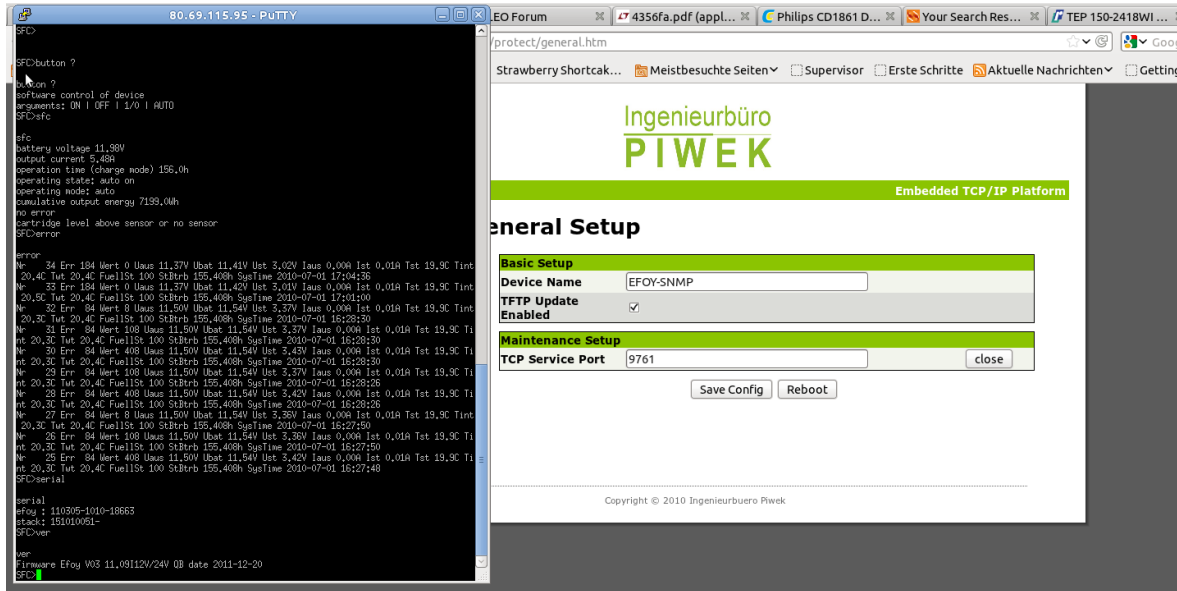 80.69.115.95 - PuTTY
SFC>
SFC>button ?
button ?
software control of device
arguments: ON | OFF | 1/0 | AUTO
SFC>sfc
sfc
battery voltage 11.98V
output current 5.48A
operation time (charge mode) 156.0h
operating state: auto on
operating mode: auto
cumulative output energy 7199.0Wh
no error
cartridge level above sensor or no sensor
SFC>error
error
Nr 34 Err 184 Wert 0 Uaus 11.37V Ubat 11.41V Ust 3.02V Iaus 0.00A Ist 0.01A Tst 19.9C Tint
20.4C Twt 20.4C FuellSt 100 StBtrb 155.408h SysTime 2010-07-01 17:04:36
Nr 33 Err 184 Wert 0 Uaus 11.37V Ubat 11.42V Ust 3.01V Iaus 0.00A Ist 0.01A Tst 19.9C Tint
20.5C Twt 20.4C FuellSt 100 StBtrb 155.408h SysTime 2010-07-01 17:01:00
Nr 32 Err 84 Wert 8 Uaus 11.50V Ubat 11.54V Ust 3.37V Iaus 0.00A Ist 0.01A Tst 19.9C Tint
20.3C Twt 20.4C FuellSt 100 StBtrb 155.408h SysTime 2010-07-01 16:28:30
Nr 31 Err 84 Wert 108 Uaus 11.50V Ubat 11.54V Ust 3.37V Iaus 0.00A Ist 0.01A Tst 19.9C Ti
nt 20.3C Twt 20.4C FuellSt 100 StBtrb 155.408h SysTime 2010-07-01 16:28:30
Nr 30 Err 84 Wert 408 Uaus 11.50V Ubat 11.54V Ust 3.43V Iaus 0.00A Ist 0.01A Tst 19.9C Ti
nt 20.3C Twt 20.4C FuellSt 100 StBtrb 155.408h SysTime 2010-07-01 16:28:30
Nr 29 Err 84 Wert 108 Uaus 11.50V Ubat 11.54V Ust 3.37V Iaus 0.00A Ist 0.01A Tst 19.9C Ti
nt 20.3C Twt 20.4C FuellSt 100 StBtrb 155.408h SysTime 2010-07-01 16:28:26
Nr 28 Err 84 Wert 408 Uaus 11.50V Ubat 11.54V Ust 3.42V Iaus 0.00A Ist 0.01A Tst 19.9C Ti
nt 20.3C Twt 20.4C FuellSt 100 StBtrb 155.408h SysTime 2010-07-01 16:28:26
Nr 27 Err 84 Wert 8 Uaus 11.50V Ubat 11.54V Ust 3.36V Iaus 0.00A Ist 0.01A Tst 19.9C Tint
20.3C Twt 20.4C FuellSt 100 StBtrb 155.408h SysTime 2010-07-01 16:27:50
Nr 26 Err 84 Wert 108 Uaus 11.50V Ubat 11.54V Ust 3.36V Iaus 0.00A Ist 0.01A Tst 19.9C Ti
nt 20.3C Twt 20.4C FuellSt 100 StBtrb 155.408h SysTime 2010-07-01 16:27:50
Nr 25 Err 84 Wert 408 Uaus 11.50V Ubat 11.54V Ust 3.42V Iaus 0.00A Ist 0.01A Tst 19.9C Ti
nt 20.3C Twt 20.4C FuellSt 100 StBtrb 155.408h SysTime 2010-07-01 16:27:48
SFC>serial
serial
efoy : 110305-1010-18663
stack: 151010051-
SFC>ver
ver
Firmware Efoy V03 11.09I12V/24V QB date 2011-12-20
SFC>
LEO Forum 4356fa.pdf (appl... Philips CD1861 D... Your Search Res... TEP 150-2418WI ...
/protect/general.htm Goo
Strawberry Shortcak... Meistbesuchte Seiten Supervisor Erste Schritte Aktuelle Nachrichten Getting
Ingenieurbüro
PIWEK
Embedded TCP/IP Platform
eneral Setup
Basic Setup
Device Name EFOY-SNMP
TFTP Update
Enabled
Maintenance Setup
TCP Service Port 9761 close
Save Config Reboot
Copyright © 2010 Ingenieurbuero Piwek